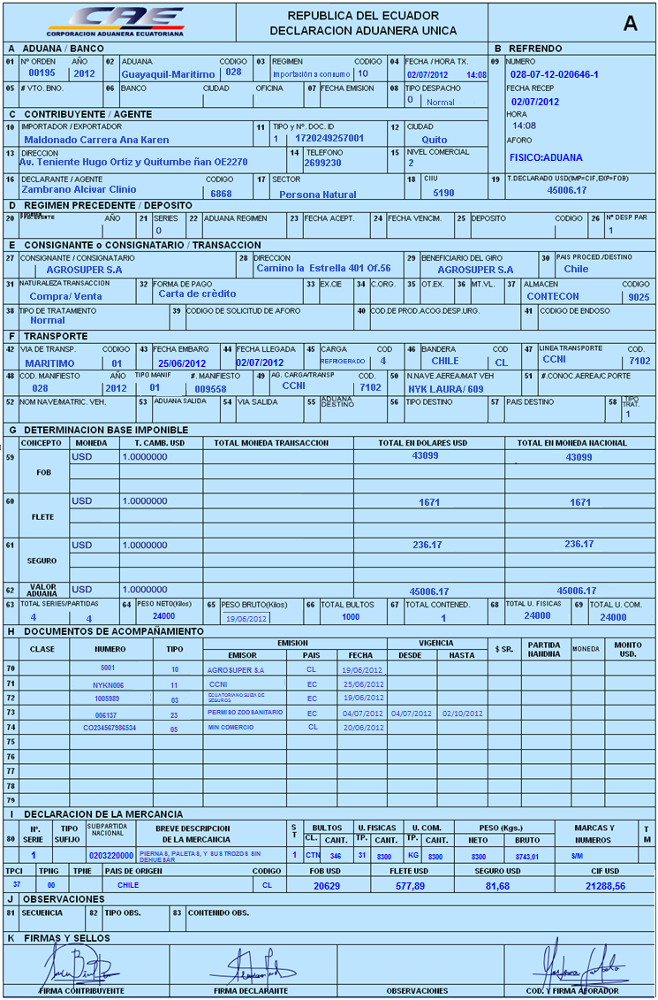 CAE
CORPORACION ADUANERA ECUATORIANA
REPUBLICA DEL ECUADOR
DECLARACION ADUANERA UNICA
A
A ADUANA / BANCO
B REFRENDO
01 Nº ORDEN AÑO 02 ADUANA CODIGO 03 REGIMEN CODIGO 04 FECHA / HORA TX. 09 NUMERO
00195 2012 Guayaquil-Maritimo 028 Importación a consumo 10 02/07/2012 14:08 028-07-12-020646-1
05 # VTO. BNO. 06 BANCO CIUDAD OFICINA 07 FECHA EMISION 08 TIPO DESPACHO FECHA RECEP
0 Normal 02/07/2012
C CONTRIBUYENTE / AGENTE HORA
10 IMPORTADOR / EXPORTADOR 11 TIPO y Nº. DOC. ID 12 CIUDAD 14:08
Maldonado Carrera Ana Karen 1 1720249257001 Quito AFORO
13 DIRECCION 14 TELEFONO 15 NIVEL COMERCIAL FISICO:ADUANA
Av. Teniente Hugo Ortiz y Quitumbe ñan OE2270 2699230 2
16 DECLARANTE / AGENTE CODIGO 17 SECTOR 18 CIIU 19 T.DECLARADO USD(IMP=CIF,EXP=FOB)
Zambrano Alcivar Clinio 6868 Persona Natural 5190 45006.17
D REGIMEN PRECEDENTE / DEPOSITO
20 AÑO 21 SERIES 22 ADUANA REGIMEN 23 FECHA ACEPT. 24 FECHA VENCIM. 25 DEPOSITO CODIGO 26 Nº DESP PAR
0 1
E CONSIGNANTE o CONSIGNATARIO / TRANSACCION
27 CONSIGNANTE / CONSIGNATARIO 28 DIRECCION 29 BENEFICIARIO DEL GIRO 30 PAIS PROCED./DESTINO
AGROSUPER S.A Camino la Estrella 401 Of.56 AGROSUPER S.A Chile
31 NATURALEZA TRANSACCION 32 FORMA DE PAGO 33 EX.CIE 34 C.ORG. 35 OT.EX. 36 MT.VL. 37 ALMACEN CODIGO
Compra/ Venta Carta de crèdito CONTECON 9025
38 TIPO DE TRATAMIENTO 39 CODIGO DE SOLICITUD DE AFORO 40 COD.DE PROD.ACOG.DESP.URG. 41 CODIGO DE ENDOSO
Normal
F TRANSPORTE
42 VIA DE TRANSP. CODIGO 43 FECHA EMBARQ 44 FECHA LLEGADA 45 CARGA COD 46 BANDERA COD 47 LINEA TRANSPORTE COD.
MARITIMO 01 25/06/2012 02/07/2012 REFRIGERADO 4 CHILE CL CCNI 7102
48 COD. MANIFIESTO AÑO TIPO MANIF #. MANIFIESTO 49 AG. CARGA/TRANSP COD. 50 N.NAVE.AEREA/MAT VEH 51 #.CONOC.AEREA/C.PORTE
028 2012 01 009558 CCNI 7102 NYK LAURA/ 609
52 NOM NAVE/MATRIC. VEH. 53 ADUANA SALIDA 54 VIA SALIDA 55 ADUANA DESTINO 56 TIPO DESTINO 57 PAIS DESTINO 58 TIPO TRAT.
1
G DETERMINACION BASE IMPONIBLE
CONCEPTO MONEDA T. CAMB. USD TOTAL MONEDA TRANSACCION TOTAL EN DOLARES USD TOTAL EN MONEDA NACIONAL
59 FOB USD 1.0000000 43099 43099
60 FLETE USD 1.0000000 1671 1671
61 SEGURO USD 1.0000000 236.17 236.17
62 VALOR ADUANA USD 1.0000000 45006.17 45006.17
63 TOTAL SERIES/PARTIDAS 64 PESO NETO(Kilos) 65 PESO BRUTO(Kilos) 66 TOTAL BULTOS 67 TOTAL CONTENED. 68 TOTAL U. FISICAS 69 TOTAL U. COM.
4 4 24000 19/06/2012 1000 1 24000 24000
H DOCUMENTOS DE ACOMPAÑAMIENTO
CLASE NUMERO TIPO EMISION VIGENCIA $ SR. PARTIDA NANDINA MONEDA MONTO USD.
EMISOR PAIS FECHA DESDE HASTA
70 5001 10 AGROSUPER S.A CL 19/06/2012
71 NYKN006 11 CCNI EC 25/06/2012
72 1005989 03 ECUATORIANO SUIZA DE SEGUROS EC 19/06/2012
73 006137 23 PERMISO ZOOSANITARIO EC 04/07/2012 04/07/2012 02/10/2012
74 CO234567986534 05 MIN COMERCIO CL 20/06/2012
75
76
77
78
79
I DECLARACION DE LA MERCANCIA
80 Nº. SERIE TIPO SUFIJO SUBPARTIDA NACIONAL BREVE DESCRIPCION DE LA MERCANCIA S T BULTOS U. FISICAS U. COM. PESO (Kgs.) MARCAS Y NUMEROS T M
CL. CANT. TP. CANT. TP. CANT. NETO BRUTO
1 0203220000 PIERNAS, PALETAS, Y SUS TROZOS SIN DEHUESAR 1 CTN 346 31 8300 KG 8300 8300 8743,01 S/M
TPCI TPNG TPNE PAIS DE ORIGEN CODIGO FOB USD FLETE USD SEGURO USD CIF USD
37 00 CHILE CL 20629 577,89 81,68 21288,56
J OBSERVACIONES
81 SECUENCIA 82 TIPO OBS. 83 CONTENIDO OBS.
K FIRMAS Y SELLOS
FIRMA CONTRIBUYENTE FIRMA DECLARANTE OBSERVACIONES COD. Y FIRMA AFORADOR